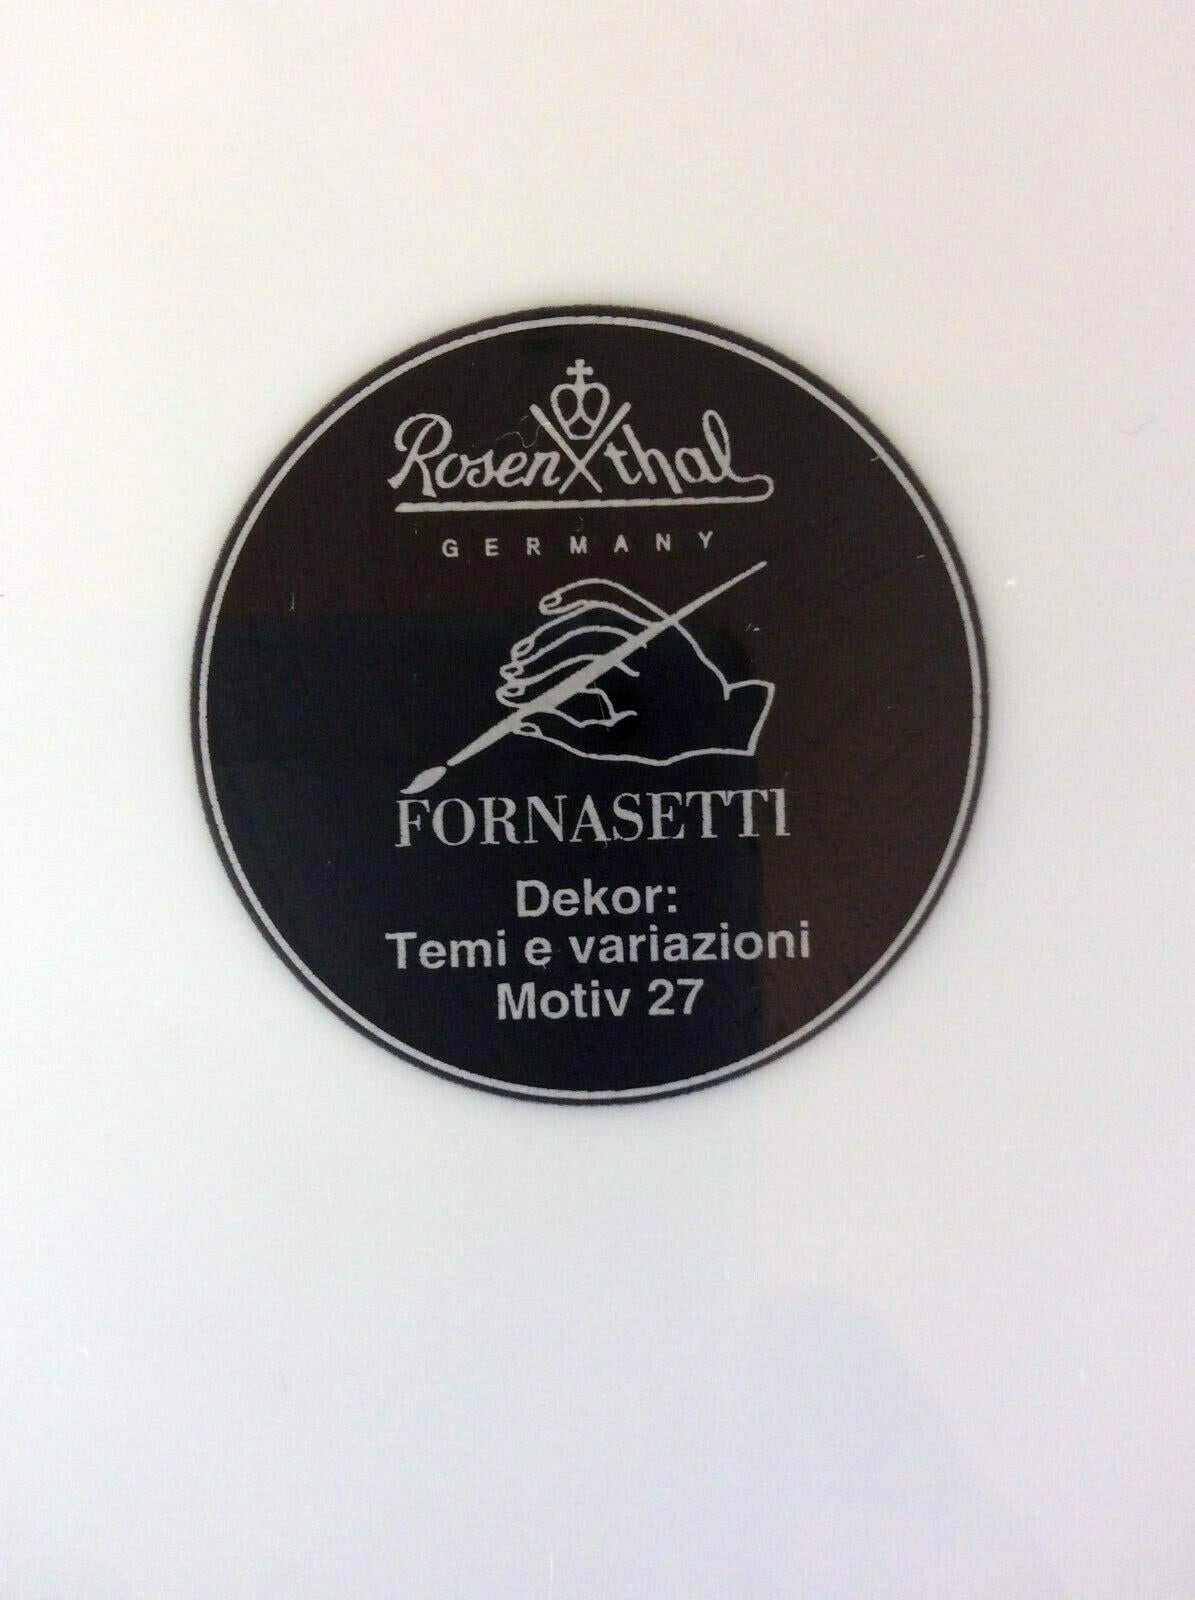 Rosenthal
GERMANY
FORNASETTI
Dekor:
Temi e variazioni
Motiv 27